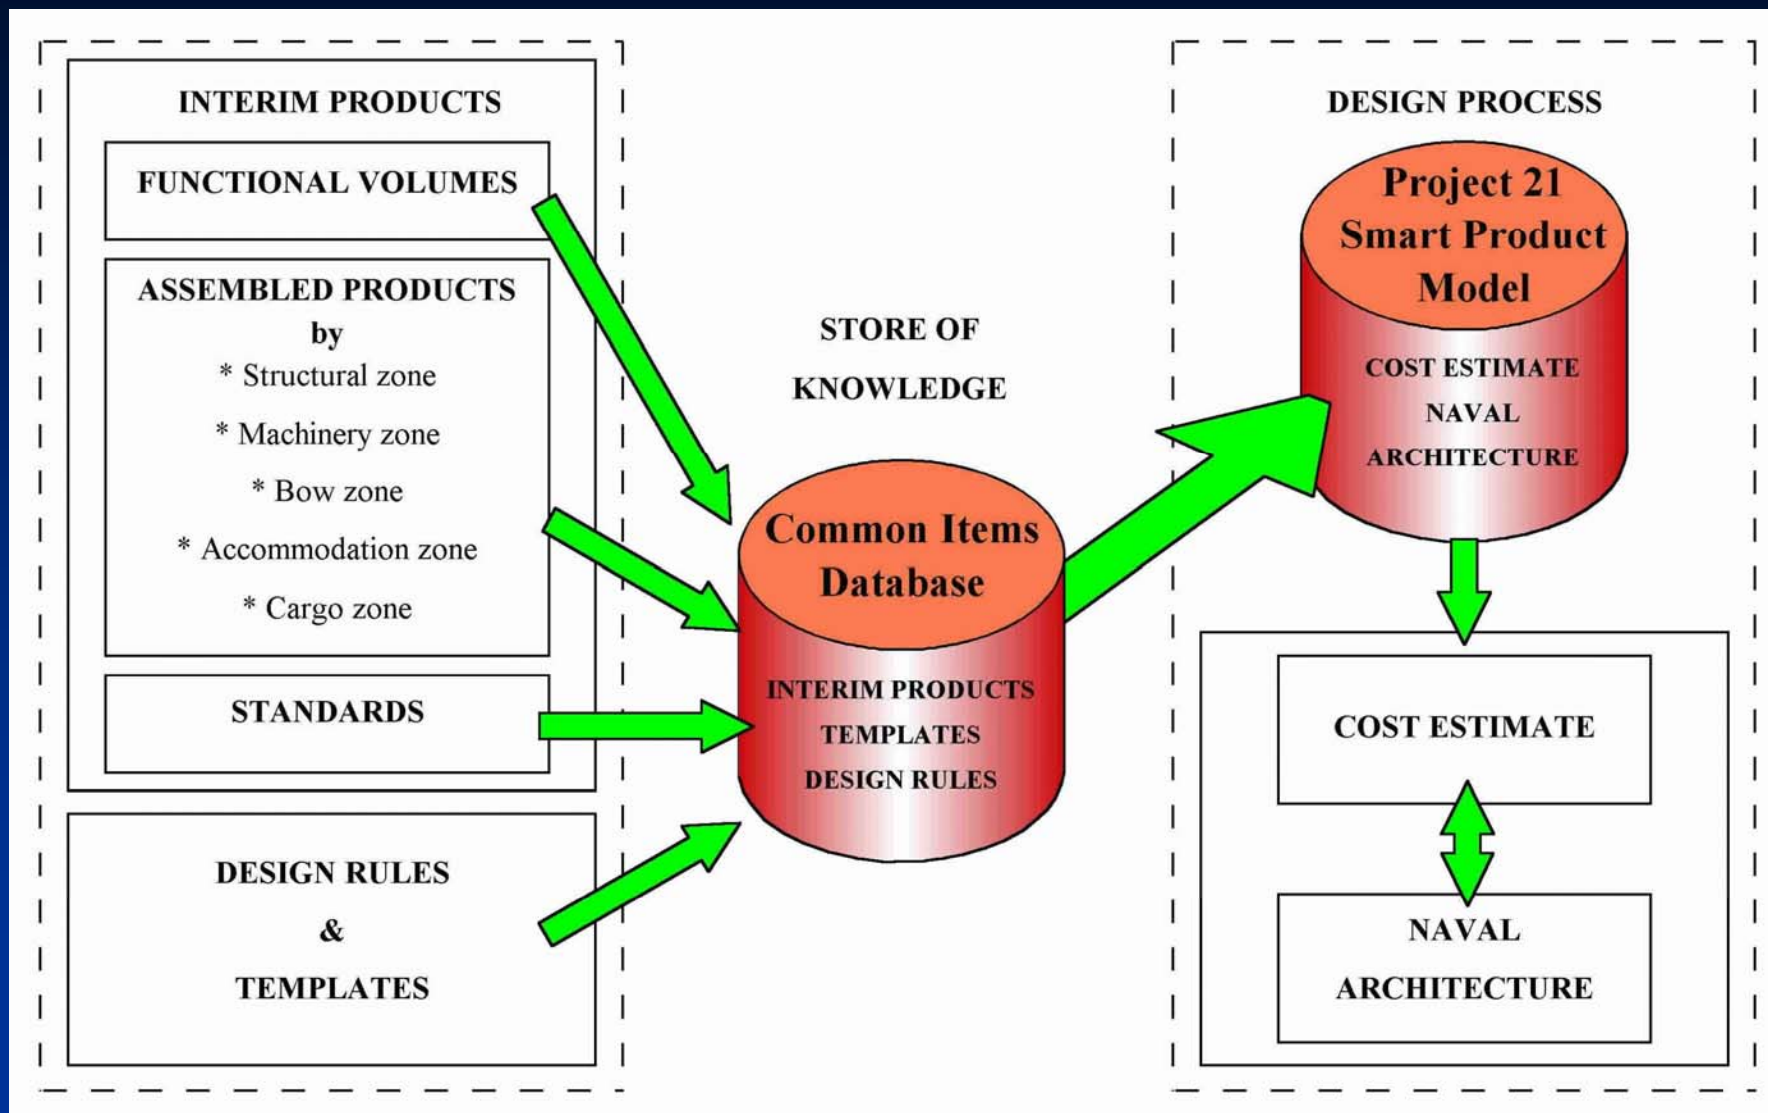 INTERIM PRODUCTS
FUNCTIONAL VOLUMES
ASSEMBLED PRODUCTS
by
* Structural zone
* Machinery zone
* Bow zone
* Accommodation zone
* Cargo zone
STANDARDS
DESIGN RULES
&
TEMPLATES
STORE OF
KNOWLEDGE
Common Items
Database
INTERIM PRODUCTS
TEMPLATES
DESIGN RULES
DESIGN PROCESS
Project 21
Smart Product
Model
COST ESTIMATE
NAVAL
ARCHITECTURE
COST ESTIMATE
NAVAL
ARCHITECTURE